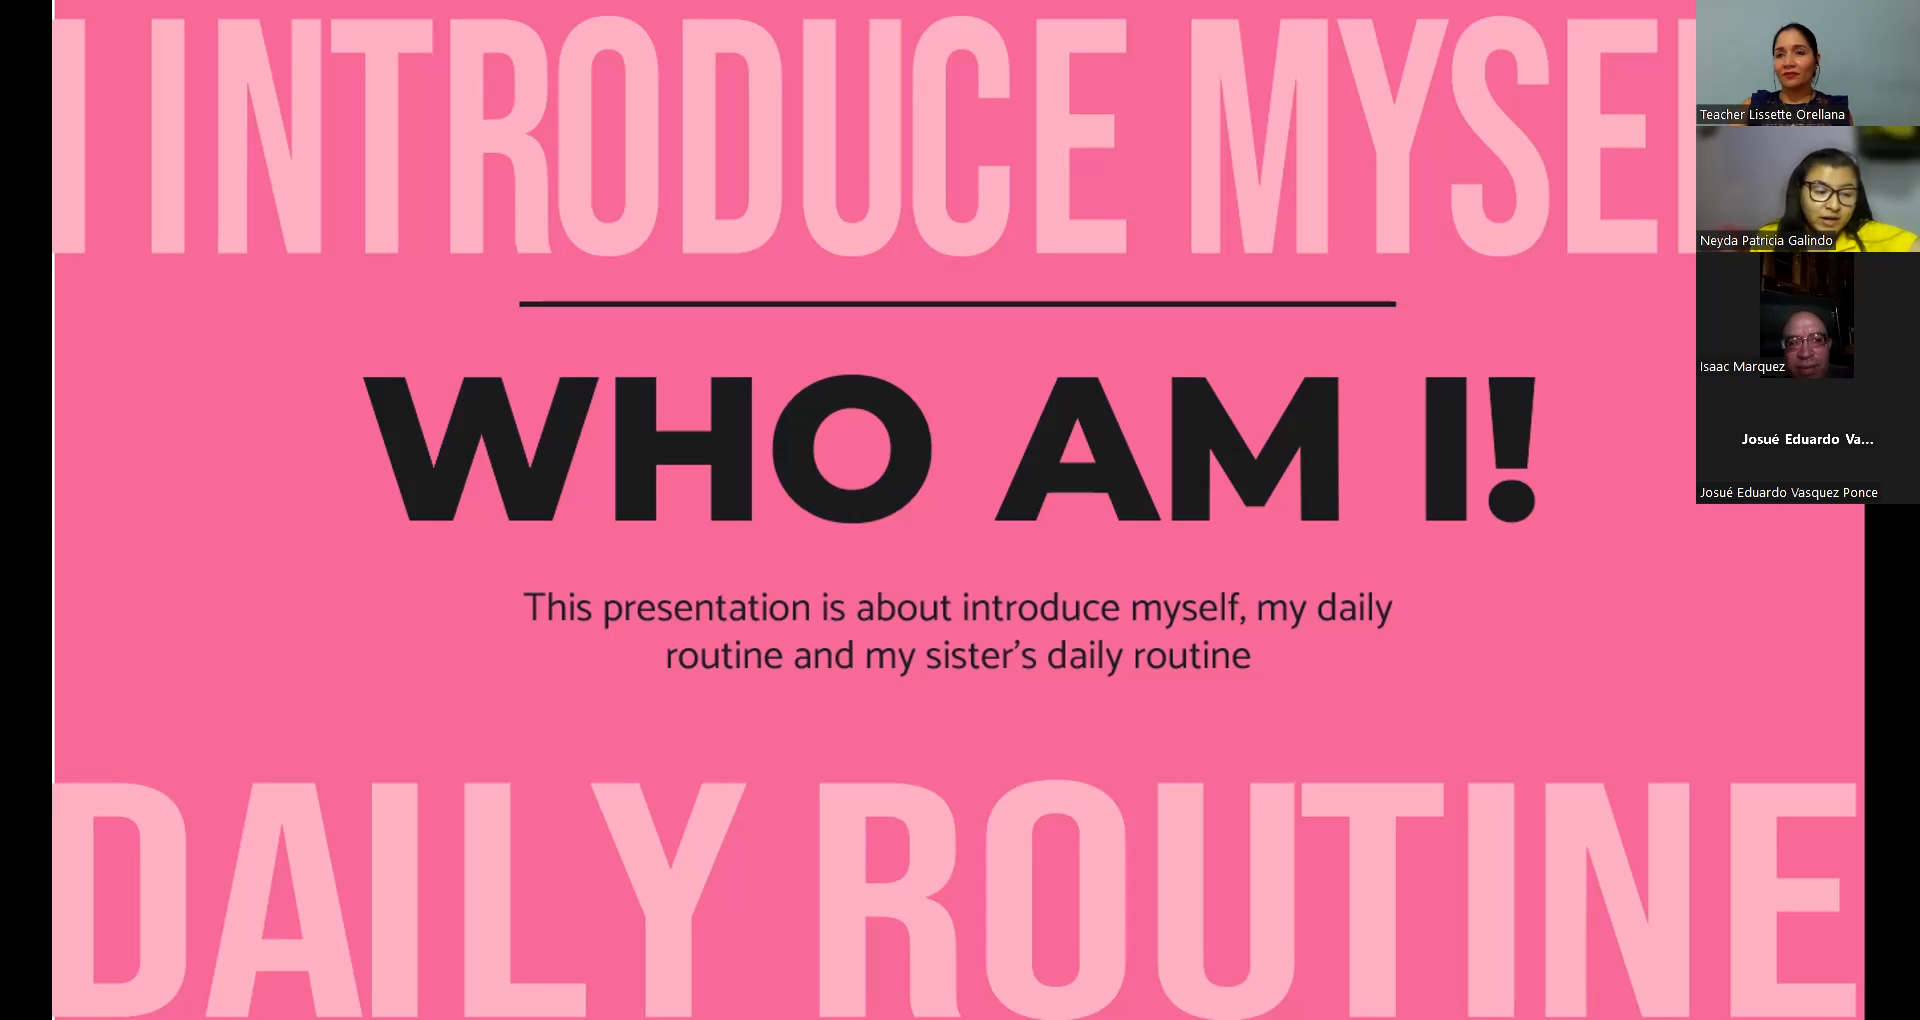 I INTRODUCE MYSE
WHO AM I!
This presentation is about introduce myself, my daily
routine and my sister's daily routine
DAILY ROUTINE
Teacher Lissette Orellana
Neyda Patricia Galindo
Isaac Marquez
Josué Eduardo Va...
Josué Eduardo Vasquez Ponce